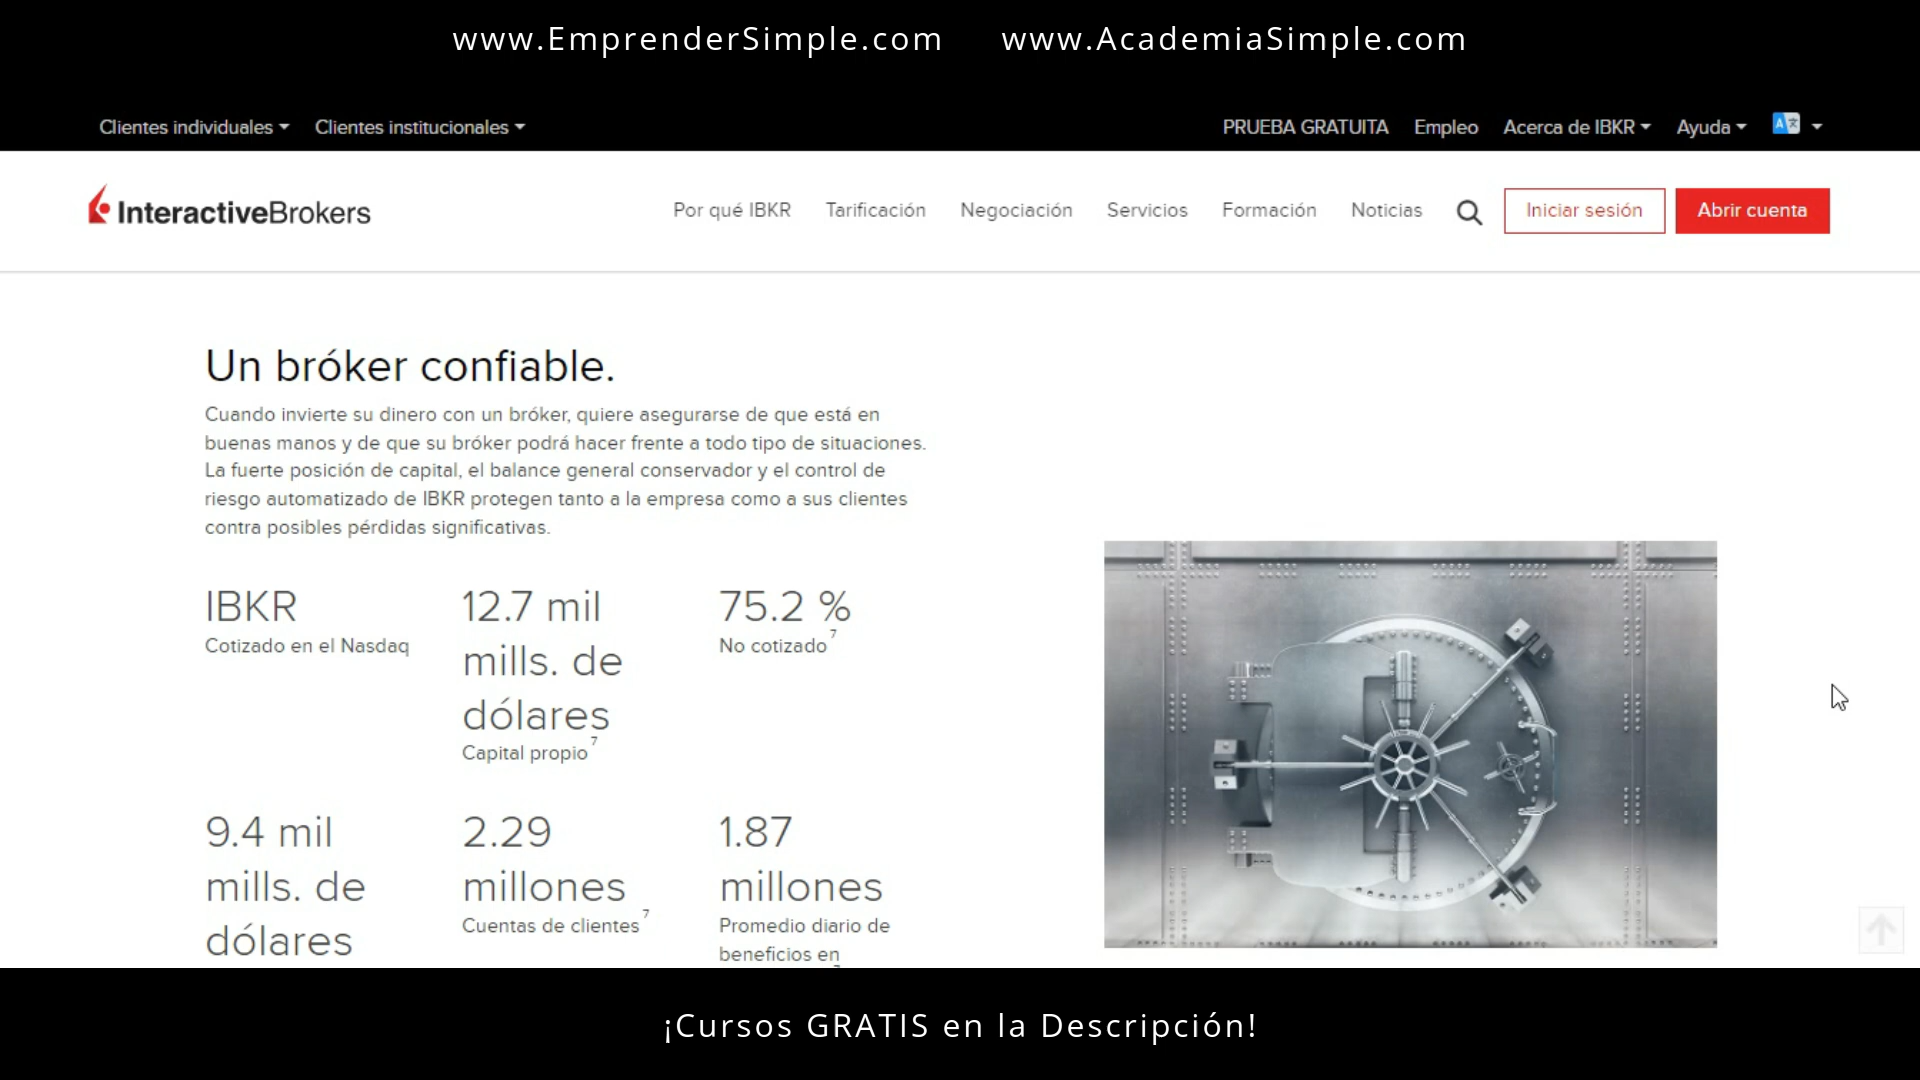 www.EmprenderSimple.com www.AcademiaSimple.com
Clientes individuales Clientes institucionales PRUEBA GRATUITA Empleo Acerca de IBKR Ayuda
InteractiveBrokers Por qué IBKR Tarificación Negociación Servicios Formación Noticias Iniciar sesión Abrir cuenta
Un bróker confiable.
Cuando invierte su dinero con un bróker, quiere asegurarse de que está en
buenas manos y de que su bróker podrá hacer frente a todo tipo de situaciones.
La fuerte posición de capital, el balance general conservador y el control de
riesgo automatizado de IBKR protegen tanto a la empresa como a sus clientes
contra posibles pérdidas significativas.
IBKR
Cotizado en el Nasdaq
12.7 mil
mills. de
dólares
Capital propio 7
75.2 %
No cotizado 7
9.4 mil
mills. de
dólares
2.29
millones
Cuentas de clientes 7
1.87
millones
Promedio diario de
beneficios en
¡Cursos GRATIS en la Descripción!